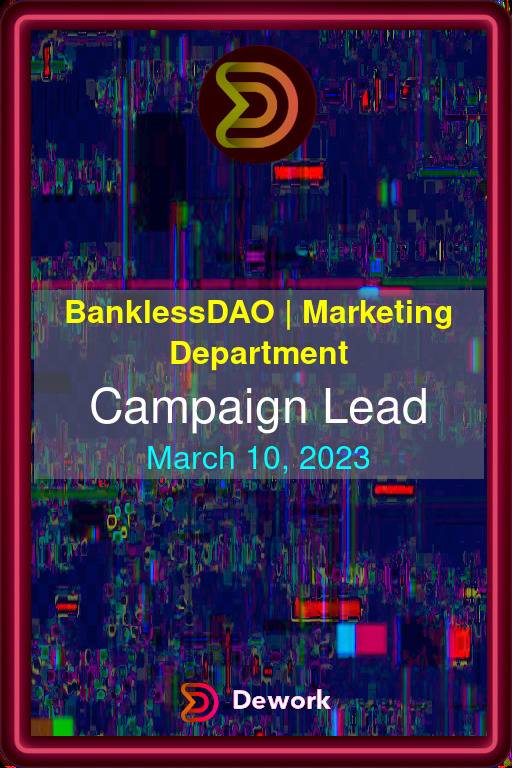 BanklessDAO | Marketing
Department
Campaign Lead
March 10, 2023
Dework